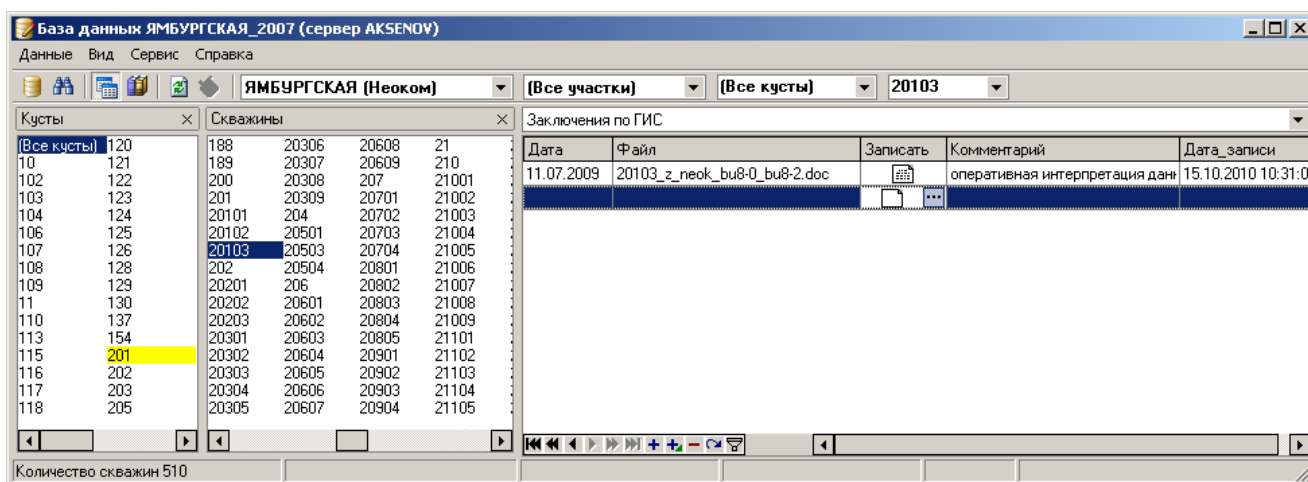 База данных ЯМБУРГСКАЯ_2007 (сервер AKSENOV)
Данные Вид Сервис Справка
ЯМБУРГСКАЯ (Неоком) (Все участки) (Все кусты) 20103
Кусты Скважины Заключения по ГИС
(Все кусты) 120 188 20306 20608 21 Дата Файл Записать Комментарий Дата_записи
10 121 189 20307 20609 210
102 122 200 20308 207 21001 11.07.2009 20103_z_neok_bu8-0_bu8-2.doc оперативная интерпретация 15.10.2010 10:31:0
103 123 201 20309 20701 21002
104 124 20101 204 20702 21003
106 125 20102 20501 20703 21004
107 126 20103 20503 20704 21005
108 128 202 20504 20801 21006
109 129 20201 206 20802 21007
11 130 20202 20601 20803 21008
110 137 20203 20602 20804 21009
113 154 20301 20603 20805 21101
115 201 20302 20604 20901 21102
116 202 20303 20605 20902 21103
117 203 20304 20606 20903 21104
118 205 20305 20607 20904 21105
Количество скважин 510